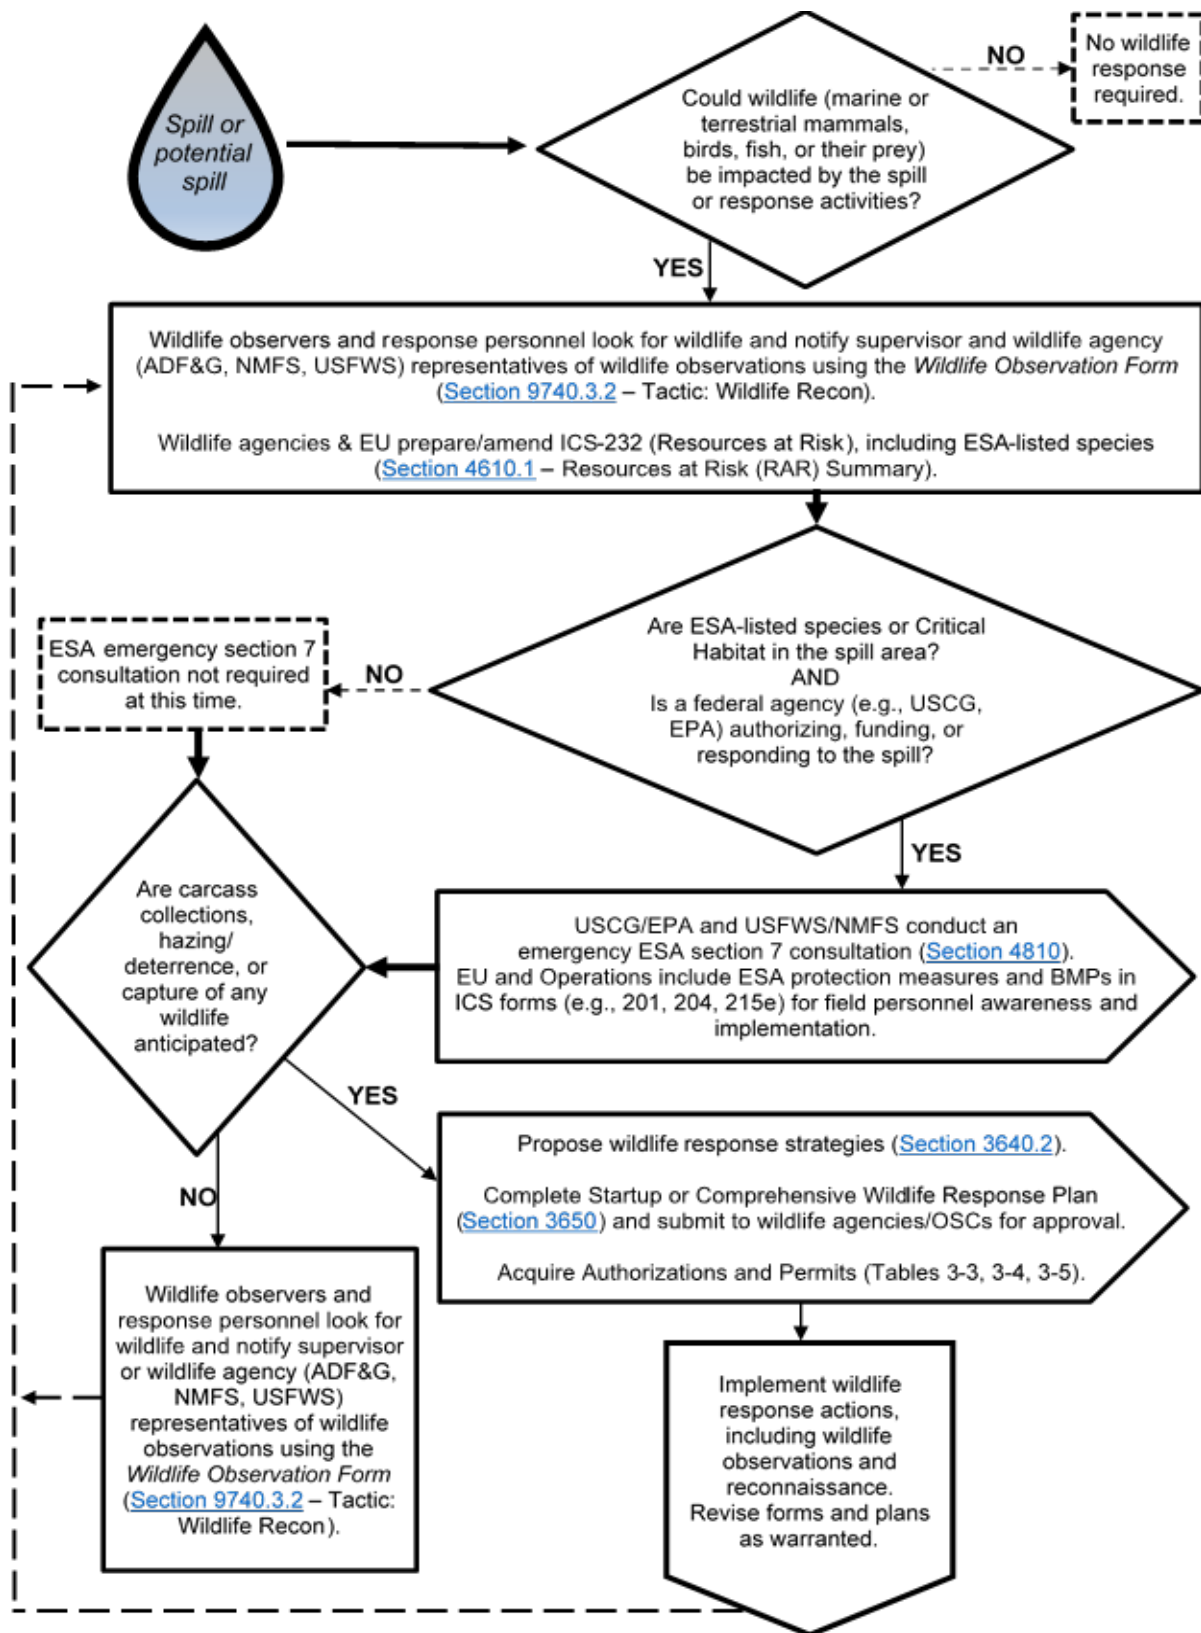 Spill or
potential
spill
Could wildlife (marine or
terrestrial mammals,
birds, fish, or their prey)
be impacted by the spill
or response activities?
NO
No wildlife
response
required.
YES
Wildlife observers and response personnel look for wildlife and notify supervisor and wildlife agency
(ADF&G, NMFS, USFWS) representatives of wildlife observations using the Wildlife Observation Form
(Section 9740.3.2 – Tactic: Wildlife Recon).
Wildlife agencies & EU prepare/amend ICS-232 (Resources at Risk), including ESA-listed species
(Section 4610.1 – Resources at Risk (RAR) Summary).
Are ESA-listed species or Critical
Habitat in the spill area?
AND
Is a federal agency (e.g., USCG,
EPA) authorizing, funding, or
responding to the spill?
NO
ESA emergency section 7
consultation not required
at this time.
YES
USCG/EPA and USFWS/NMFS conduct an
emergency ESA section 7 consultation (Section 4810).
EU and Operations include ESA protection measures and BMPs in
ICS forms (e.g., 201, 204, 215e) for field personnel awareness and
implementation.
Are carcass
collections,
hazing/
deterrence, or
capture of any
wildlife
anticipated?
YES
Propose wildlife response strategies (Section 3640.2).
Complete Startup or Comprehensive Wildlife Response Plan
(Section 3650) and submit to wildlife agencies/OSCs for approval.
Acquire Authorizations and Permits (Tables 3-3, 3-4, 3-5).
NO
Wildlife observers and
response personnel look for
wildlife and notify supervisor
or wildlife agency (ADF&G,
NMFS, USFWS)
representatives of wildlife
observations using the
Wildlife Observation Form
(Section 9740.3.2 – Tactic:
Wildlife Recon).
Implement wildlife
response actions,
including wildlife
observations and
reconnaissance.
Revise forms and plans
as warranted.